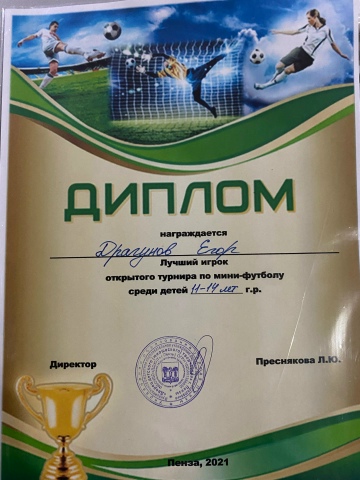 ДИПЛОМ
награждается
Драгунов Егор
Лучший игрок
открытого турнира по мини-футболу
среди детей 11-14 лет г.р.
Директор Преснякова Л.Ю.
Пенза, 2021